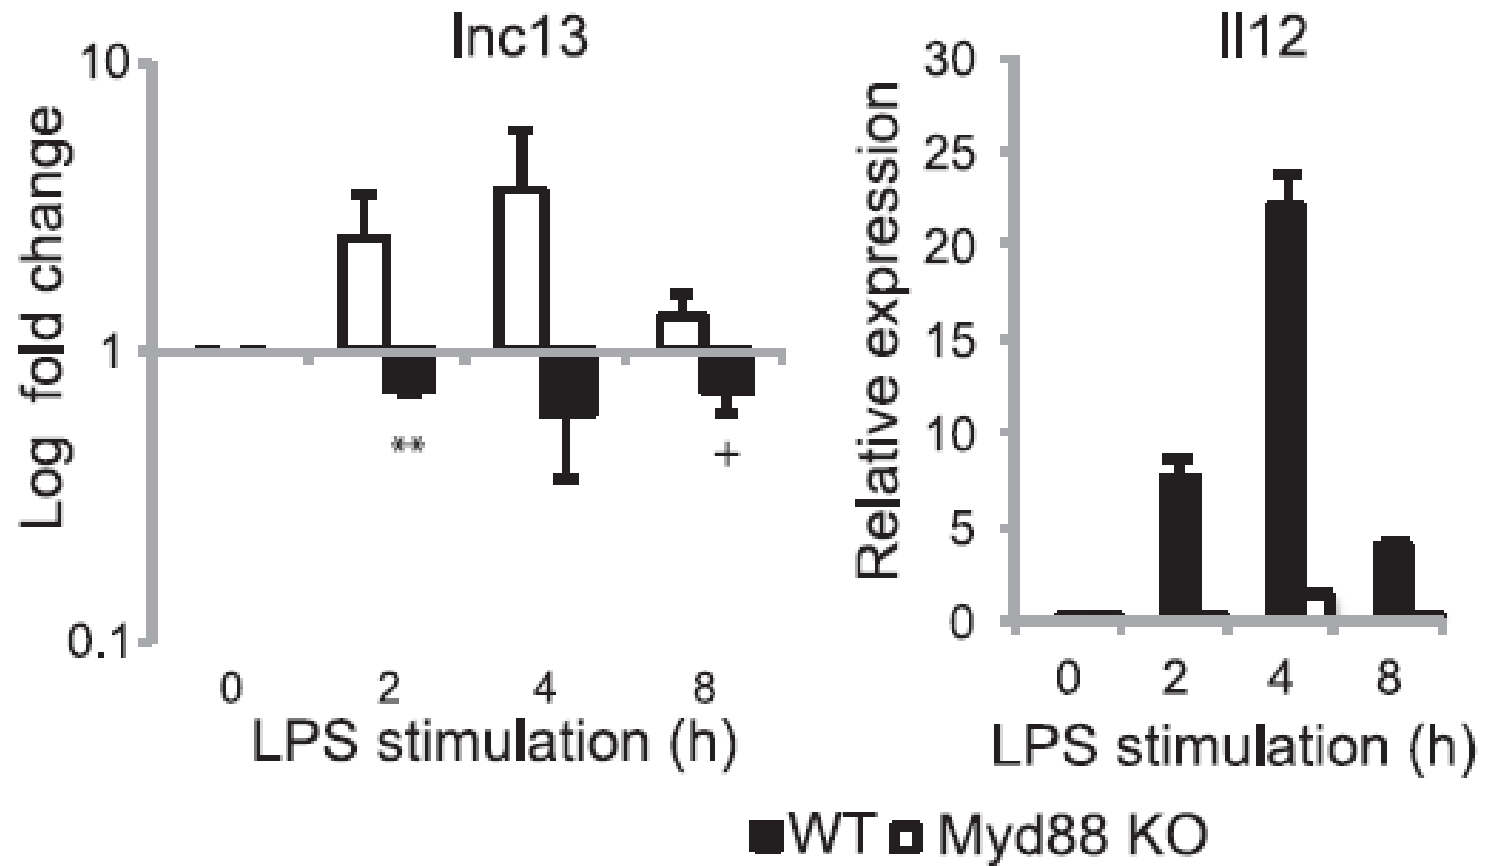 lnc13
10
1
0.1
Log fold change
**
+
0 2 4 8
LPS stimulation (h)
Il12
30
25
20
15
10
5
0
Relative expression
0 2 4 8
LPS stimulation (h)
WT Myd88 KO